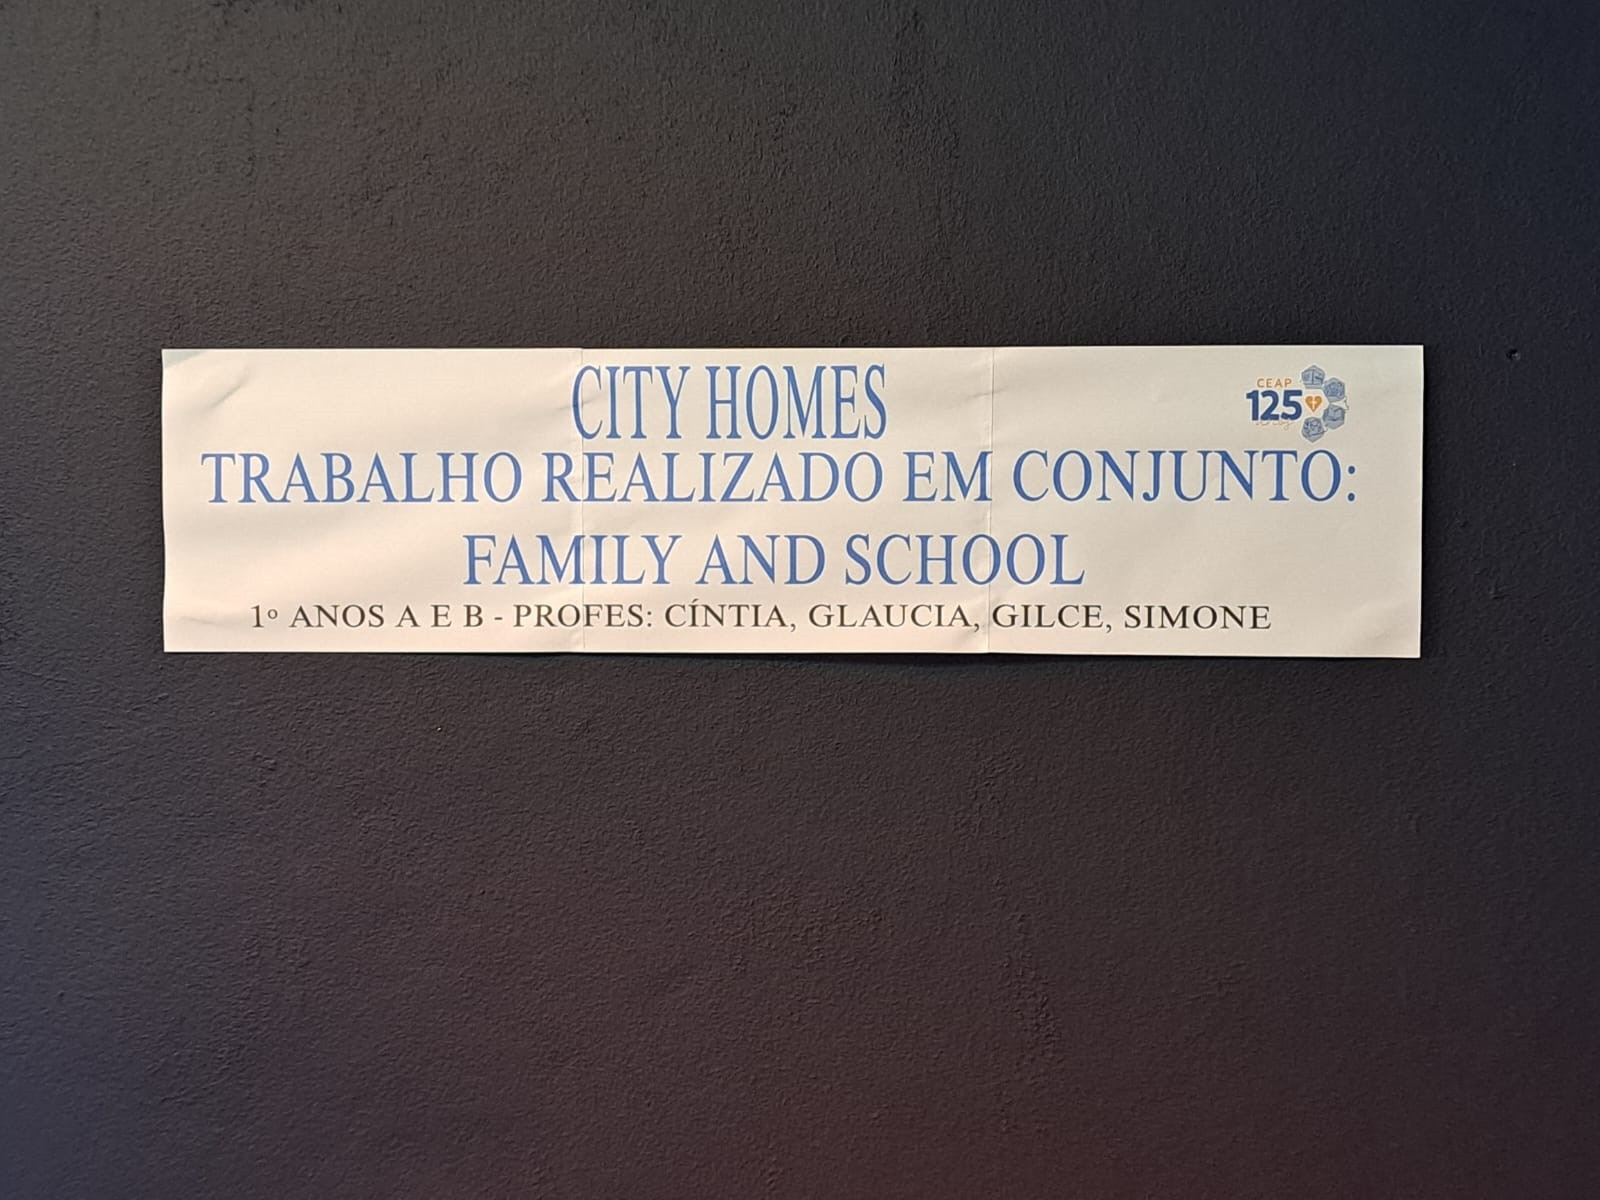 CITY HOMES
CEAP
125
TRABALHO REALIZADO EM CONJUNTO:
FAMILY AND SCHOOL
1º ANOS A E B - PROFES: CÍNTIA, GLAUCIA, GILCE, SIMONE